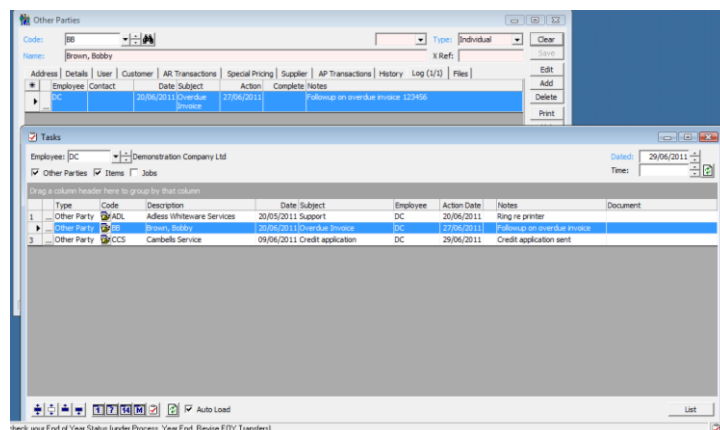 Other Parties
Code: BB Type: Individual Clear
Name: Brown, Bobby X Ref: Save
Address Details User Customer AR Transactions Special Pricing Supplier AP Transactions History Log (1/1) Files Edit
Employee Contact Date Subject Action Complete Notes Add
DC 20/06/2011 Overdue Invoice 27/06/2011 Followup on overdue invoice 123456 Delete
Print
Tasks
Employee: DC Demonstration Company Ltd Dated: 29/06/2011
Other Parties Items Jobs Time:
Drag a column header here to group by that column
Type Code Description Date Subject Employee Action Date Notes Document
1 ... Other Party ADL Adless Whiteware Services 20/05/2011 Support DC 20/06/2011 Ring re printer
... Other Party BB Brown, Bobby 20/06/2011 Overdue Invoice DC 27/06/2011 Followup on overdue invoice
3 ... Other Party CCS Cambells Service 09/06/2011 Credit application DC 29/06/2011 Credit application sent
1 7 14 M Auto Load List
check your End of Year Status (under Process, Year End, Revise EOY Transfers)